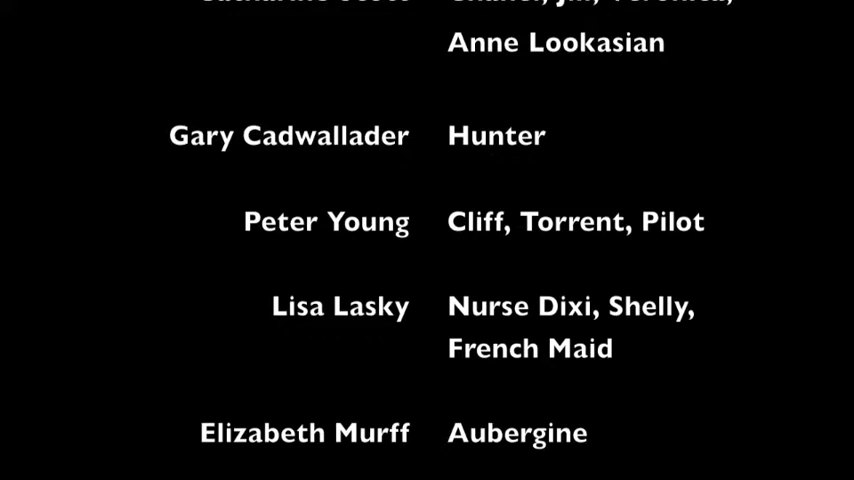 Anne Lookasian
Gary Cadwallader Hunter
Peter Young Cliff, Torrent, Pilot
Lisa Lasky Nurse Dixi, Shelly,
French Maid
Elizabeth Murff Aubergine